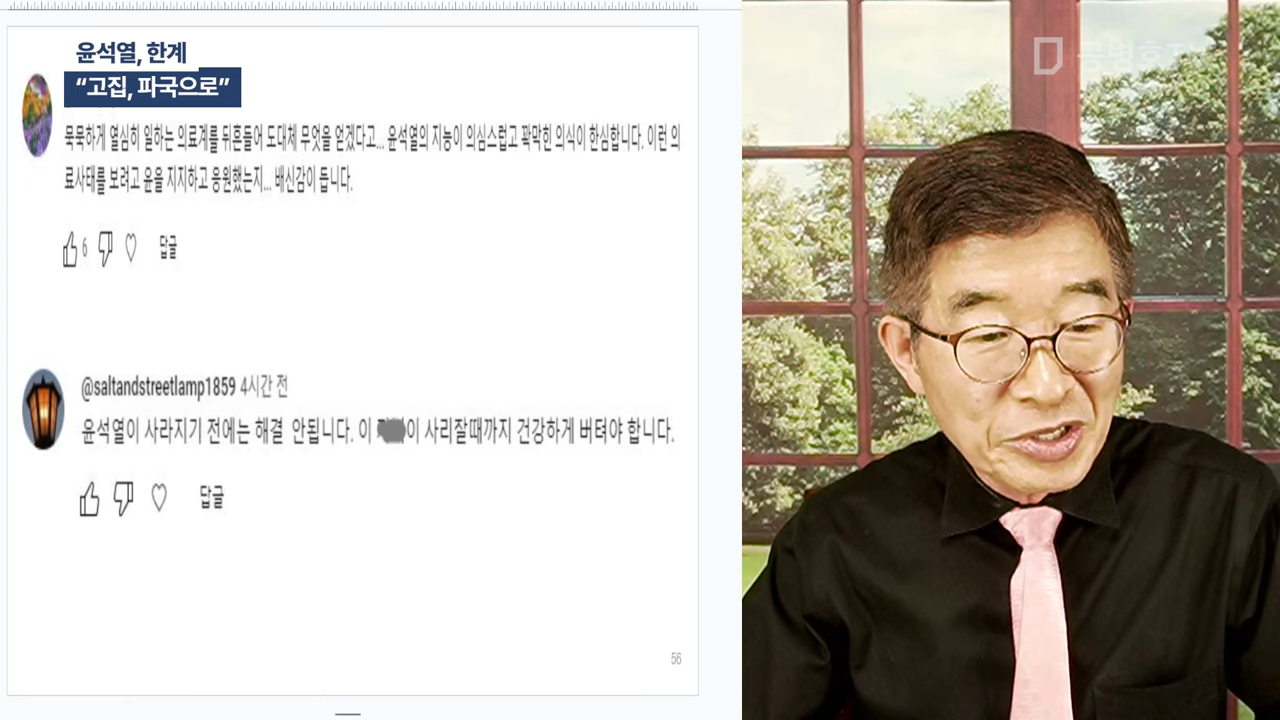 윤석열, 한계
“고집, 파국으로”
묵묵하게 열심히 일하는 의료계를 뒤흔들어 도대체 무엇을 얻겠다고... 윤석열의 지능이 의심스럽고 꽉막힌 의식이 한심합니다. 이런 의
료사태를 보려고 윤을 지지하고 응원했는지... 배신감이 듭니다.
6 답글
@saltandstreetlamp1859 4시간 전
윤석열이 사라지기 전에는 해결 안됩니다. 이 이 사리잘때까지 건강하게 버텨야 합니다.
답글
56
공병호TV